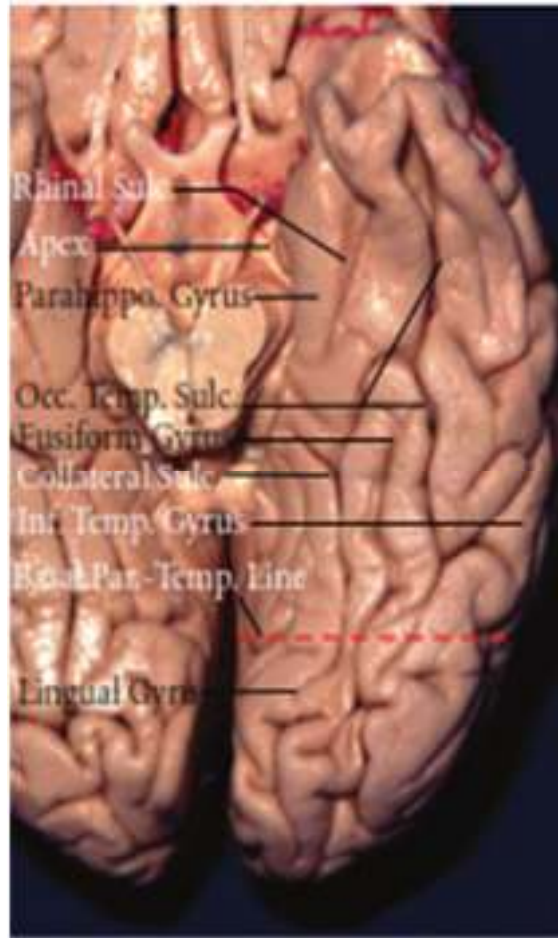 Rhinal Sulc.
Apex
Parahippo. Gyrus
Occ. Temp. Sulc.
Fusiform Gyrus
Collateral Sulc.
Inf. Temp. Gyrus
Basal Par.-Temp. Line
Lingual Gyrus